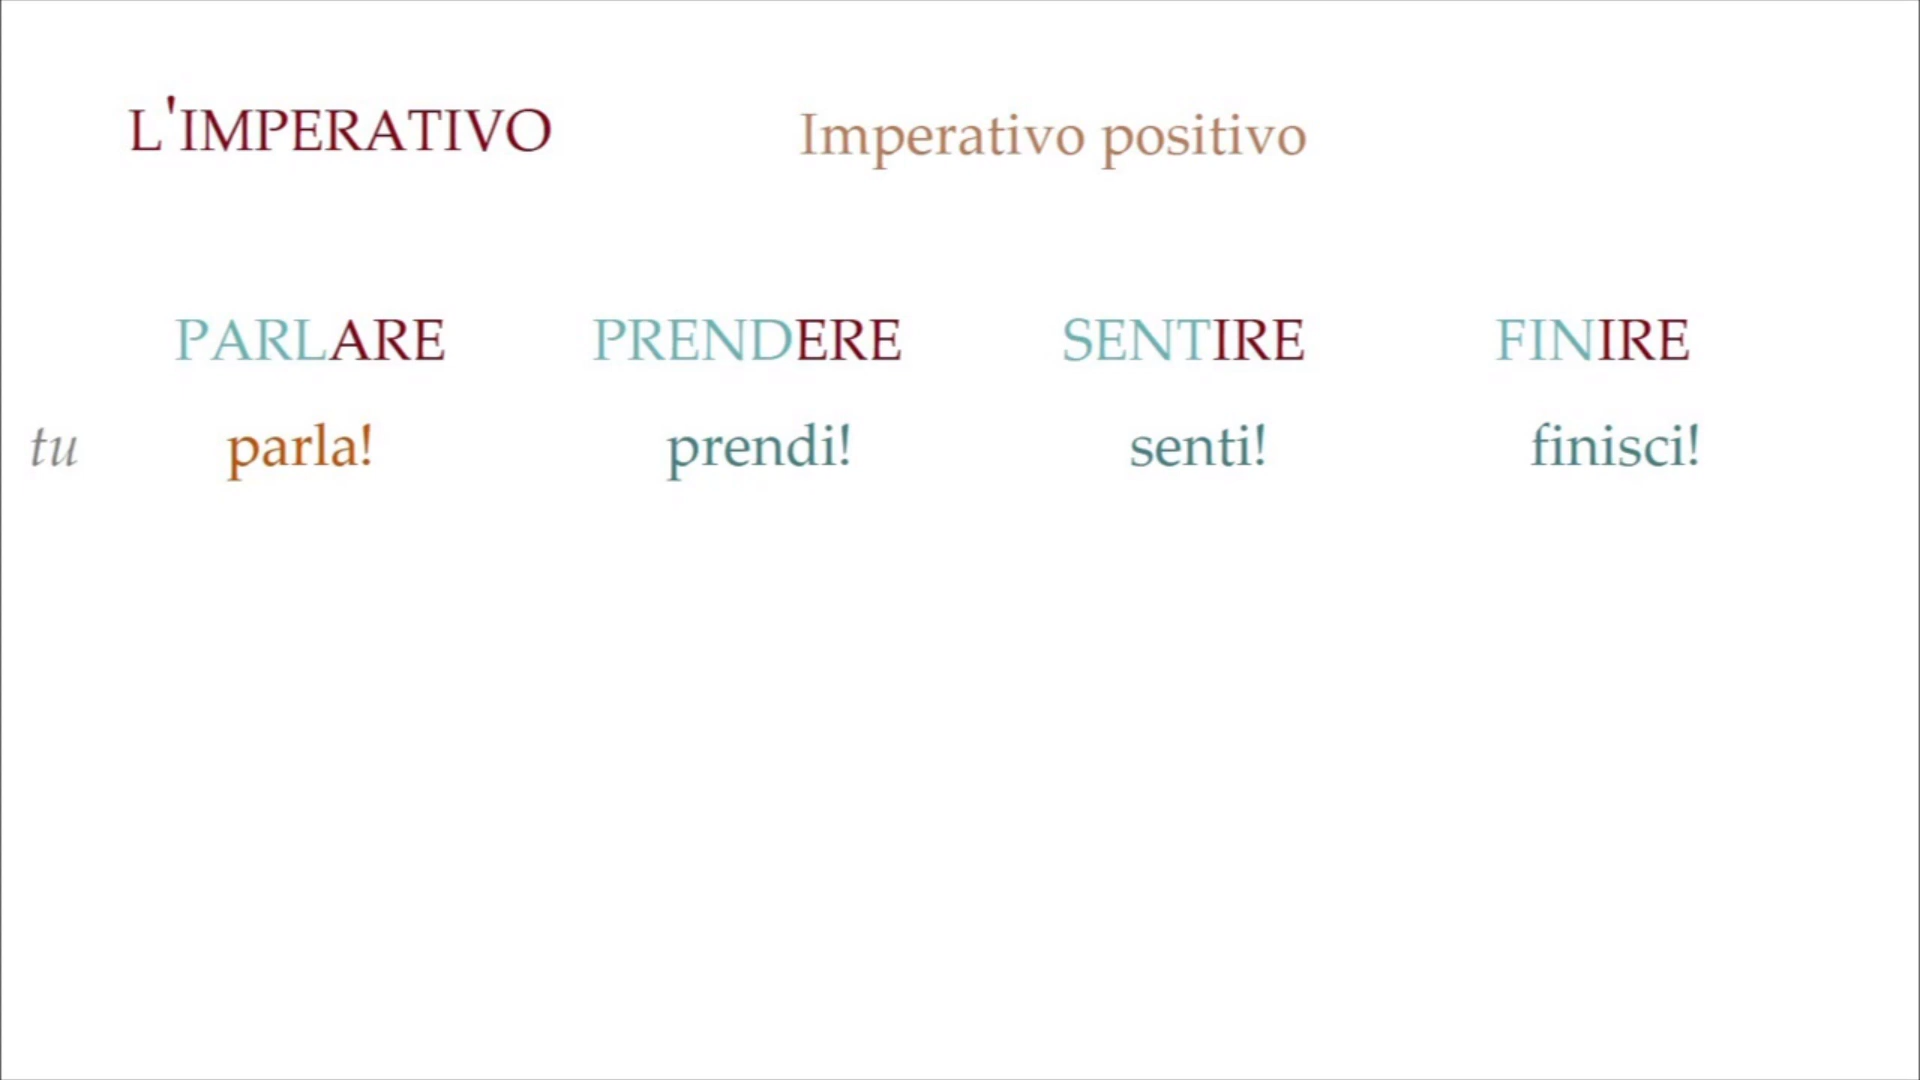 L'IMPERATIVO Imperativo positivo
PARLARE PRENDERE SENTIRE FINIRE
tu parla! prendi! senti! finisci!